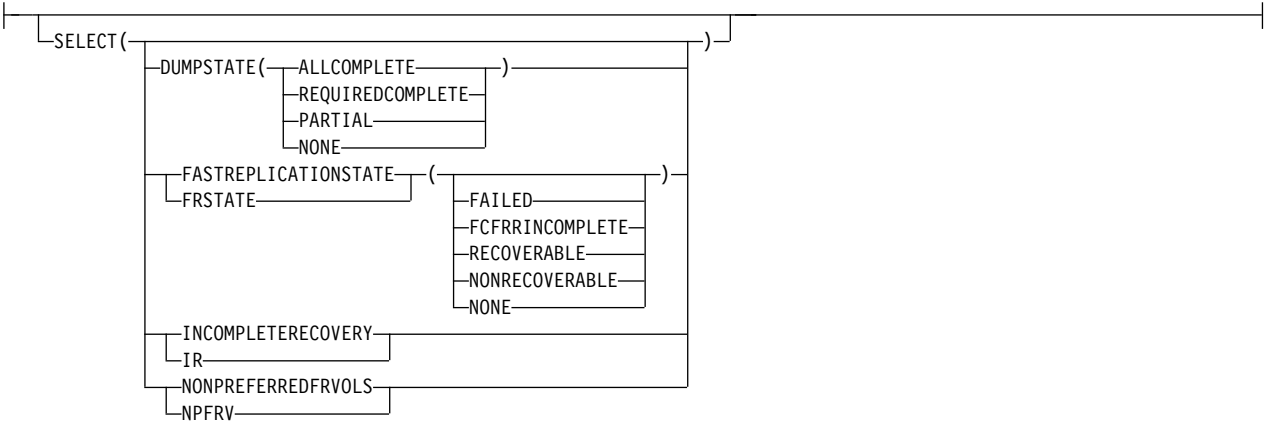 SELECT( )
DUMPSTATE( ALLCOMPLETE )
REQUIREDCOMPLETE
PARTIAL
NONE
FASTREPLICATIONSTATE ( )
FRSTATE FAILED
FCFRRINCOMPLETE
RECOVERABLE
NONRECOVERABLE
NONE
INCOMPLETERECOVERY
IR
NONPREFERREDFRVOLS
NPFRV